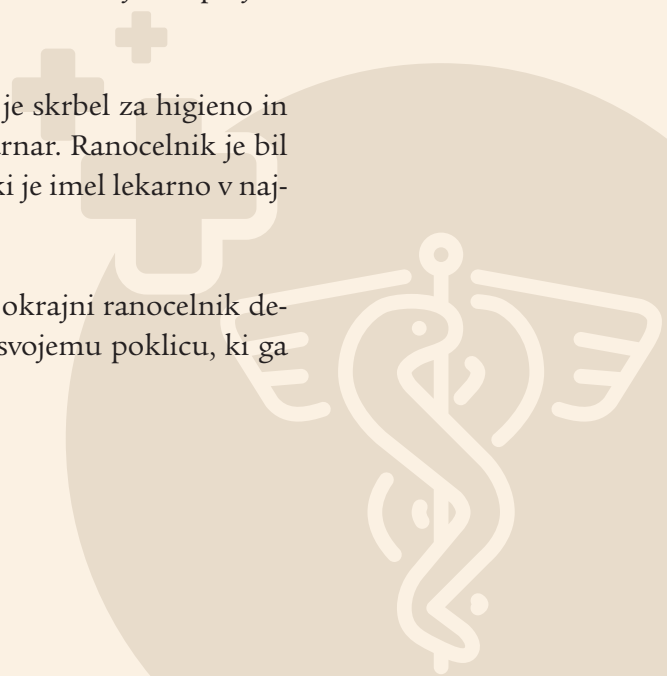 je skrbel za higieno in
Ranocelnik je bil
ki je imel lekarno v naj-
okrajni ranocelnik de-
svojemu poklicu, ki ga